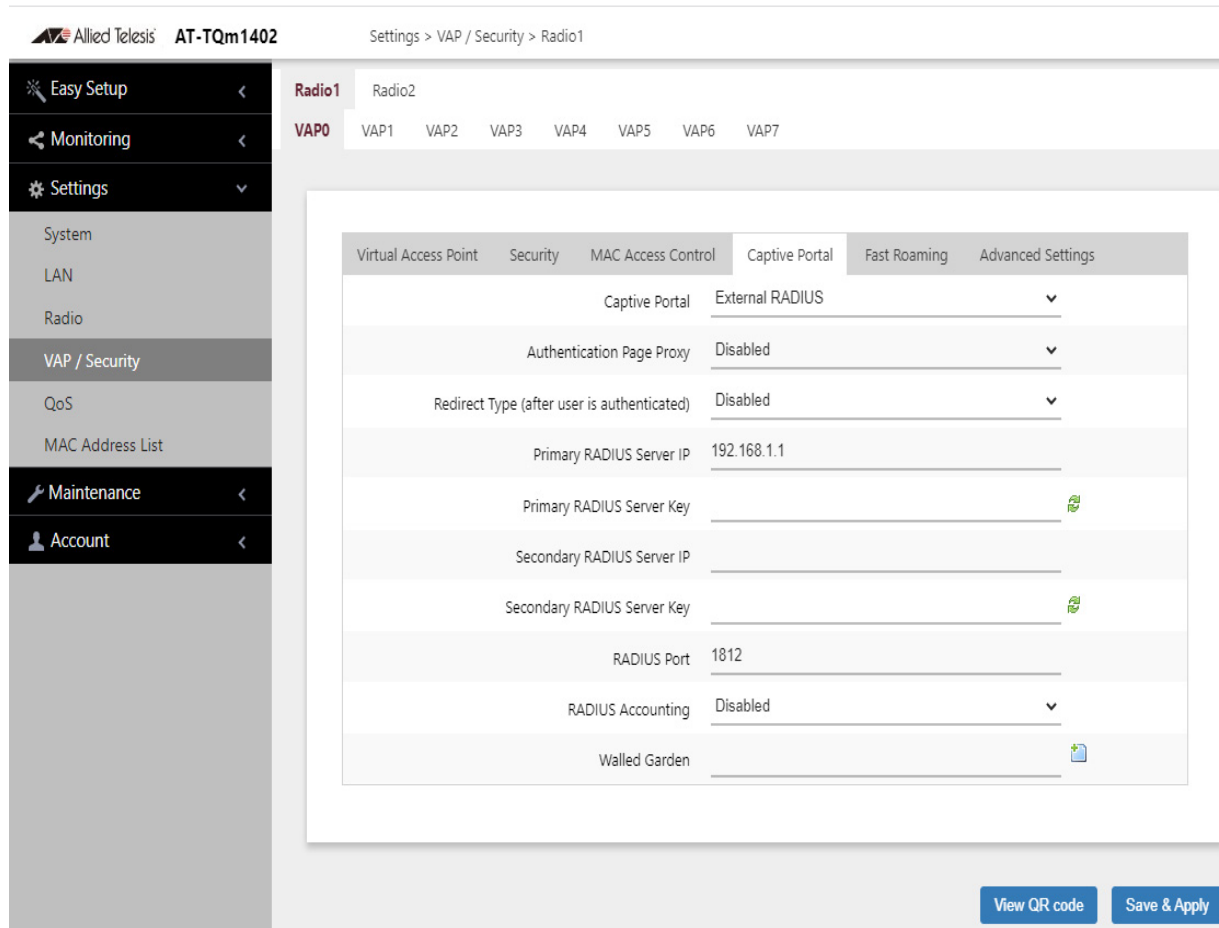 Allied Telesis AT-TQm1402 Settings > VAP / Security > Radio1
Easy Setup
Monitoring
Settings
System
LAN
Radio
VAP / Security
QoS
MAC Address List
Maintenance
Account
Radio1 Radio2
VAP0 VAP1 VAP2 VAP3 VAP4 VAP5 VAP6 VAP7
Virtual Access Point Security MAC Access Control Captive Portal Fast Roaming Advanced Settings
Captive Portal External RADIUS
Authentication Page Proxy Disabled
Redirect Type (after user is authenticated) Disabled
Primary RADIUS Server IP 192.168.1.1
Primary RADIUS Server Key
Secondary RADIUS Server IP
Secondary RADIUS Server Key
RADIUS Port 1812
RADIUS Accounting Disabled
Walled Garden
View QR code Save & Apply